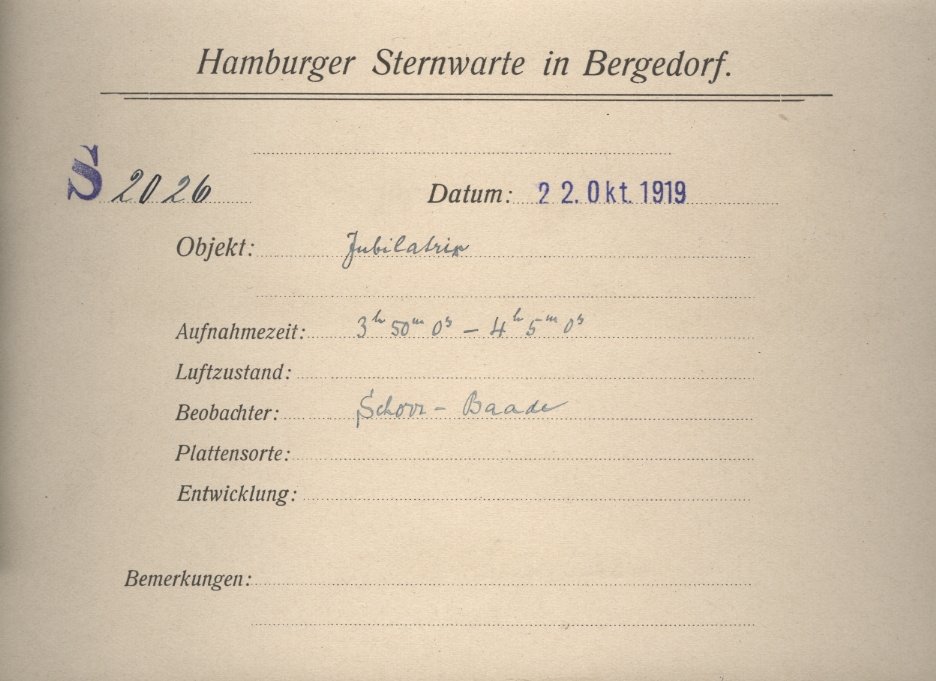 Hamburger Sternwarte in Bergedorf.
S 2026 Datum: 22. Okt. 1919
Objekt: Jubilatrix
Aufnahmezeit: 3h 50m 0s – 4h 5m 0s
Luftzustand:
Beobachter: Schorr – Baade
Plattensorte:
Entwicklung:
Bemerkungen: